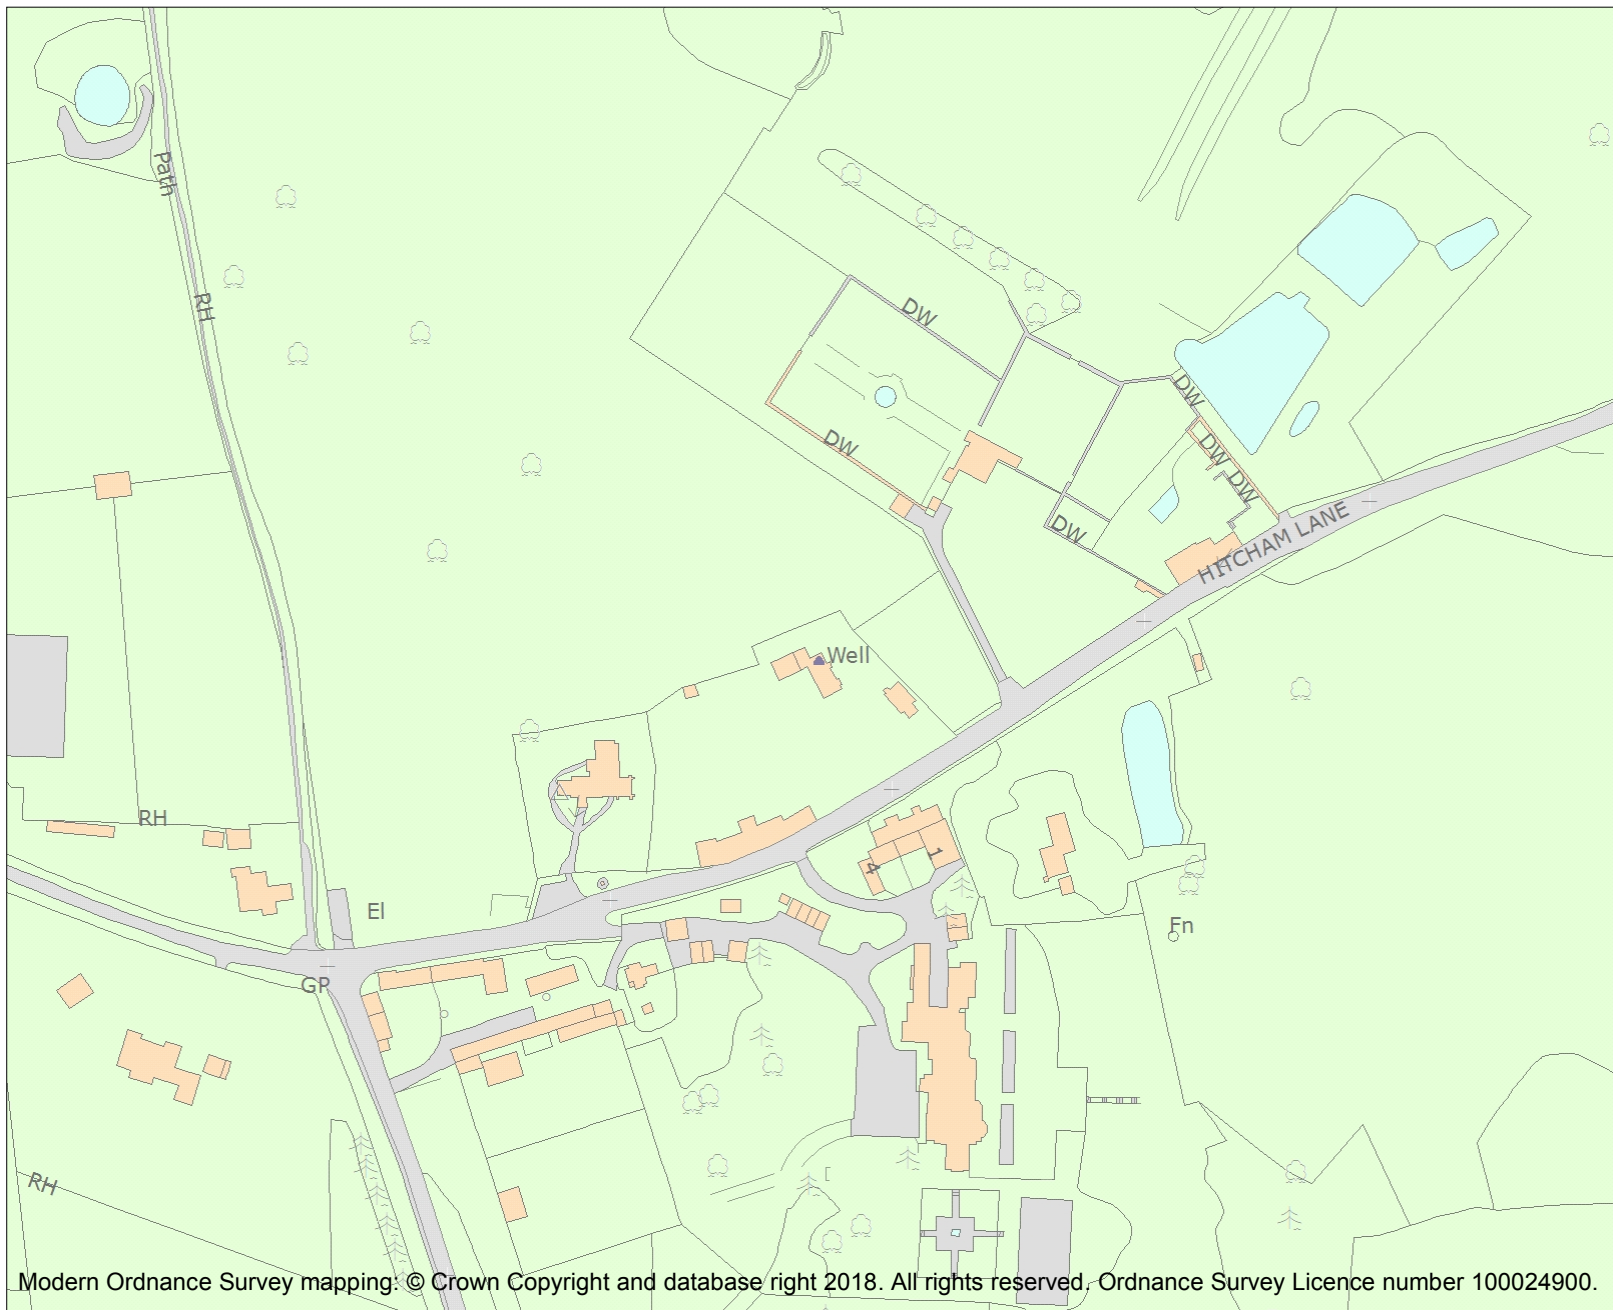 Path
RH
DW
DW
DW
DW
DW
DW
HITCHAM LANE
Well
RH
1
4
El
Fn
GP
RH
Modern Ordnance Survey mapping: © Crown Copyright and database right 2018. All rights reserved. Ordnance Survey Licence number 100024900.